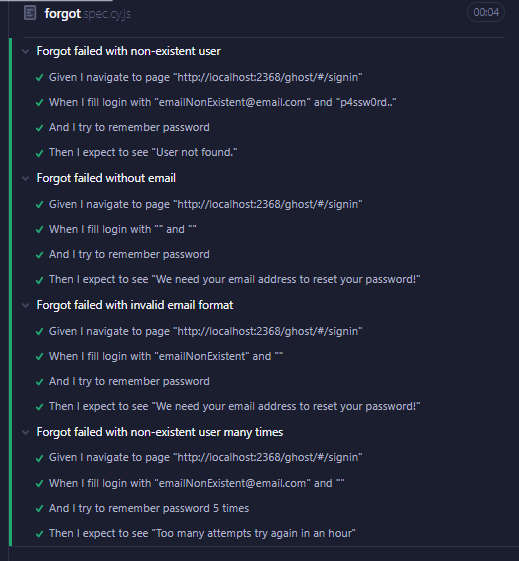 forgot spec.cy.js 00:04
Forgot failed with non-existent user
Given I navigate to page "http://localhost:2368/ghost/#/signin"
When I fill login with "emailNonExistent@email.com" and "p4ssw0rd.."
And I try to remember password
Then I expect to see "User not found."
Forgot failed without email
Given I navigate to page "http://localhost:2368/ghost/#/signin"
When I fill login with "" and ""
And I try to remember password
Then I expect to see "We need your email address to reset your password!"
Forgot failed with invalid email format
Given I navigate to page "http://localhost:2368/ghost/#/signin"
When I fill login with "emailNonExistent" and ""
And I try to remember password
Then I expect to see "We need your email address to reset your password!"
Forgot failed with non-existent user many times
Given I navigate to page "http://localhost:2368/ghost/#/signin"
When I fill login with "emailNonExistent@email.com" and ""
And I try to remember password 5 times
Then I expect to see "Too many attempts try again in an hour"